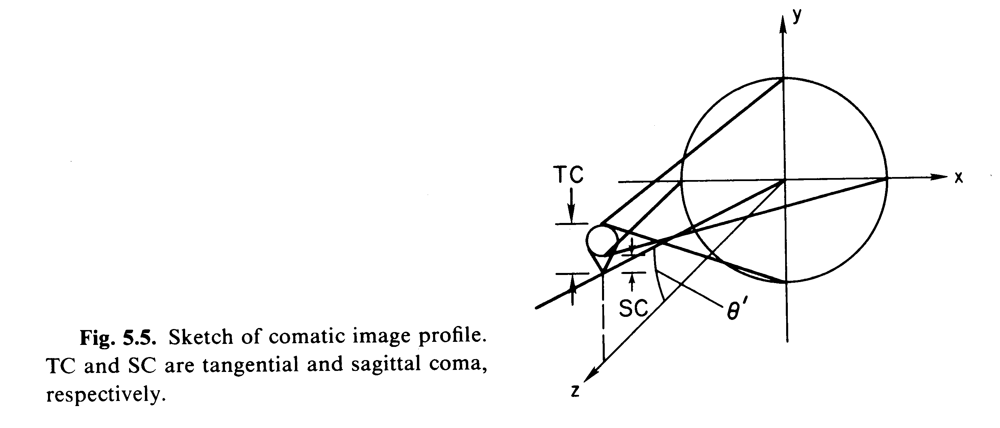 y
x
TC
SC
θ′
z
Fig. 5.5. Sketch of comatic image profile.
TC and SC are tangential and sagittal coma,
respectively.